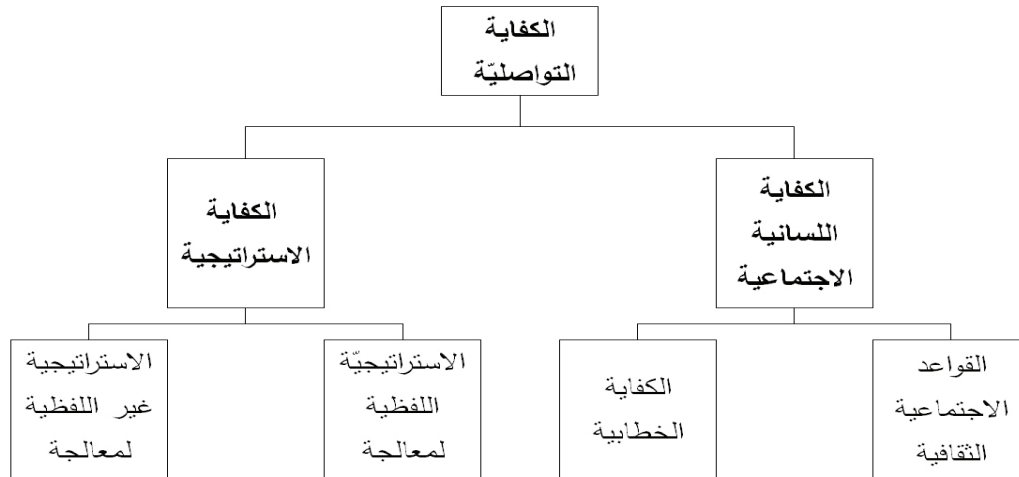 الكفاية
التواصليّة
الكفاية
اللسانية
الاجتماعية
الكفاية
الاستراتيجية
القواعد
الاجتماعية
الثقافية
الكفاية
الخطابية
الاستراتيجيّة
اللفظية
لمعالجة
الاستراتيجية
غير اللفظية
لمعالجة